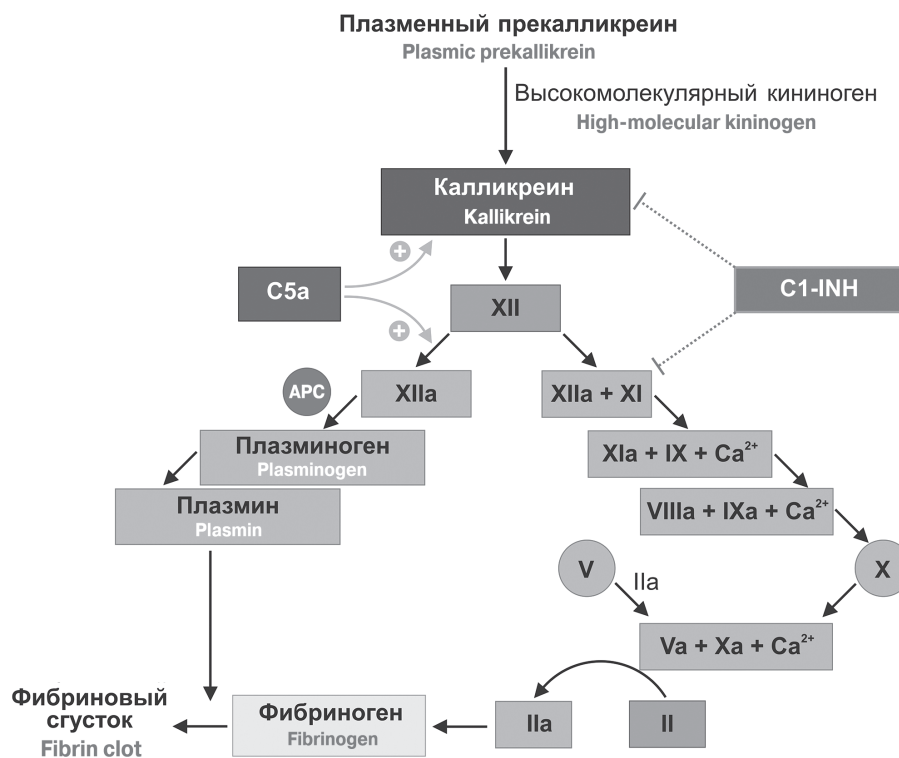 Плазменный прекалликреин
Plasmic prekallikrein
Высокомолекулярный кининоген
High-molecular kininogen
Калликреин
Kallikrein
C5a
C1-INH
XII
APC
XIIa
XIIa + XI
Плазминоген
Plasminogen
XIa + IX + Ca²⁺
Плазмин
Plasmin
VIIIa + IXa + Ca²⁺
V
IIa
X
Va + Xa + Ca²⁺
Фибриновый
сгусток
Fibrin clot
Фибриноген
Fibrinogen
IIa
II